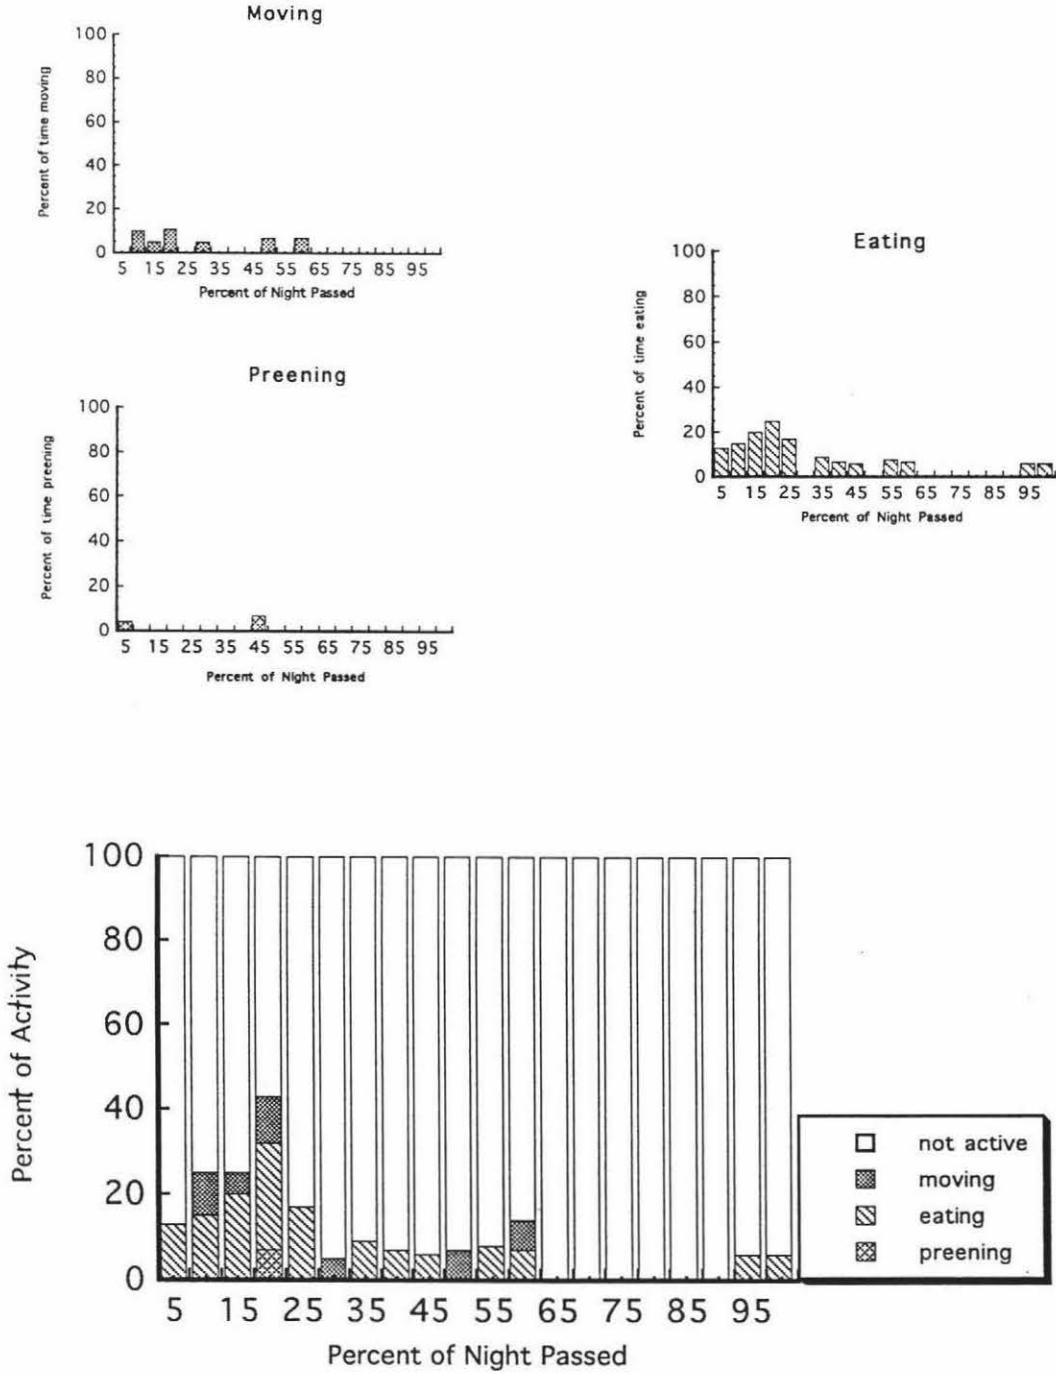 Moving
Percent of time moving
100
80
60
40
20
0
5 15 25 35 45 55 65 75 85 95
Percent of Night Passed
Eating
Percent of time eating
100
80
60
40
20
0
5 15 25 35 45 55 65 75 85 95
Percent of Night Passed
Preening
Percent of time preening
100
80
60
40
20
0
5 15 25 35 45 55 65 75 85 95
Percent of Night Passed
Percent of Activity
100
80
60
40
20
0
5 15 25 35 45 55 65 75 85 95
Percent of Night Passed
not active
moving
eating
preening